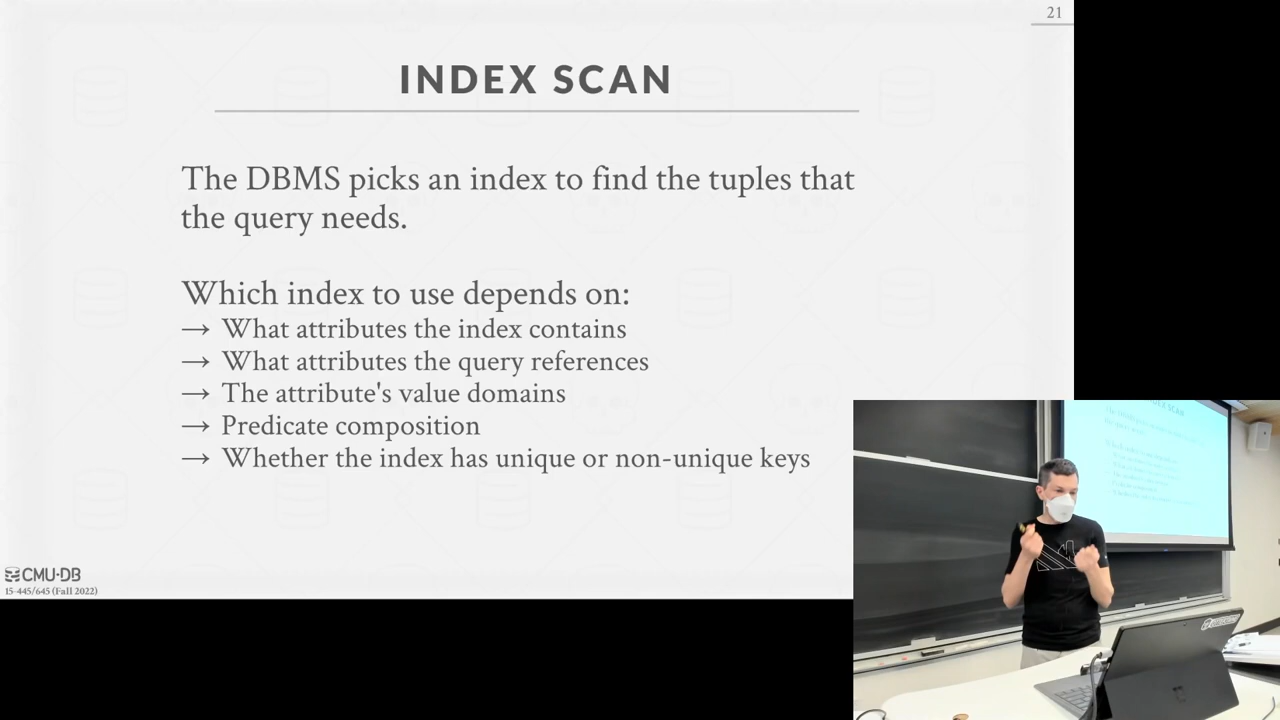 21
INDEX SCAN
The DBMS picks an index to find the tuples that
the query needs.
Which index to use depends on:
→ What attributes the index contains
→ What attributes the query references
→ The attribute's value domains
→ Predicate composition
→ Whether the index has unique or non-unique keys
CMU·DB
15-445/645 (Fall 2022)